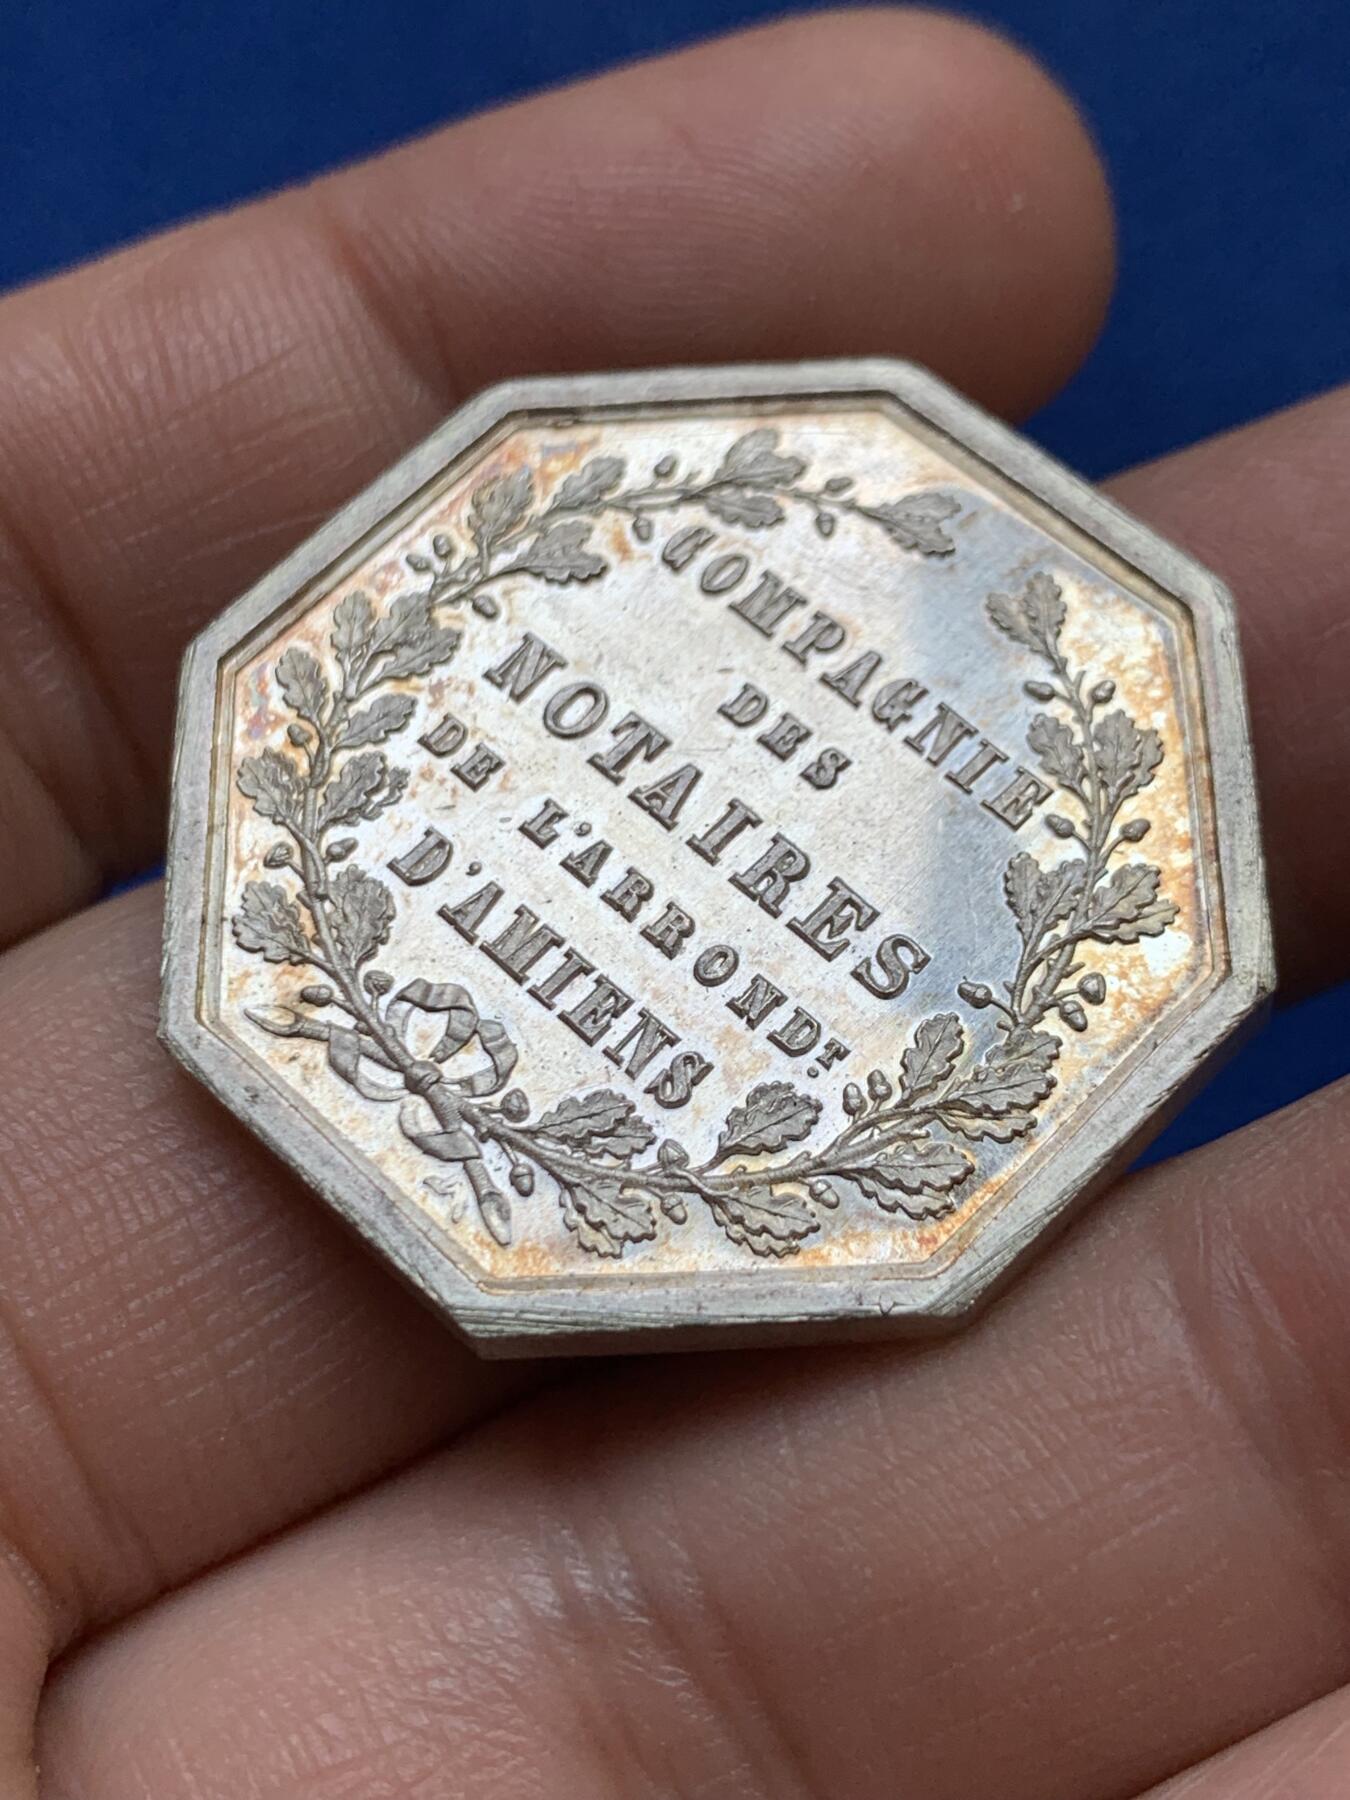 COMPAGNIE
DES
NOTAIRES
DE L'ARROND.T
D'AMIENS